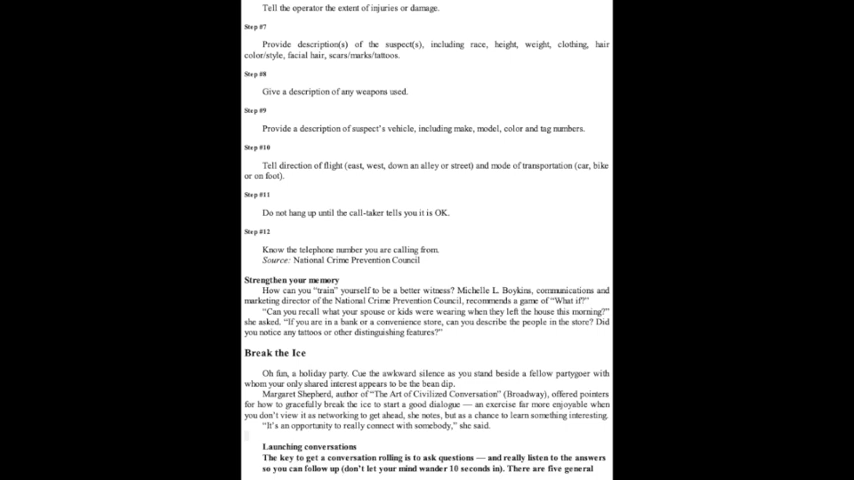 Tell the operator the extent of injuries or damage.
Step #7
Provide description(s) of the suspect(s), including race, height, weight, clothing, hair
color/style, facial hair, scars/marks/tattoos.
Step #8
Give a description of any weapons used.
Step #9
Provide a description of suspect's vehicle, including make, model, color and tag numbers.
Step #10
Tell direction of flight (east, west, down an alley or street) and mode of transportation (car, bike
or on foot).
Step #11
Do not hang up until the call-taker tells you it is OK.
Step #12
Know the telephone number you are calling from.
Source: National Crime Prevention Council
Strengthen your memory
How can you “train” yourself to be a better witness? Michelle L. Boykins, communications and
marketing director of the National Crime Prevention Council, recommends a game of “What if?”
“Can you recall what your spouse or kids were wearing when they left the house this morning?”
she asked. “If you are in a bank or a convenience store, can you describe the people in the store? Did
you notice any tattoos or other distinguishing features?”
Break the Ice
Oh fun, a holiday party. Cue the awkward silence as you stand beside a fellow partygoer with
whom your only shared interest appears to be the bean dip.
Margaret Shepherd, author of “The Art of Civilized Conversation” (Broadway), offered pointers
for how to gracefully break the ice to start a good dialogue — an exercise far more enjoyable when
you don’t view it as networking to get ahead, she notes, but as a chance to learn something interesting.
“It’s an opportunity to really connect with somebody,” she said.
Launching conversations
The key to get a conversation rolling is to ask questions — and really listen to the answers
so you can follow up (don’t let your mind wander 10 seconds in). There are five general